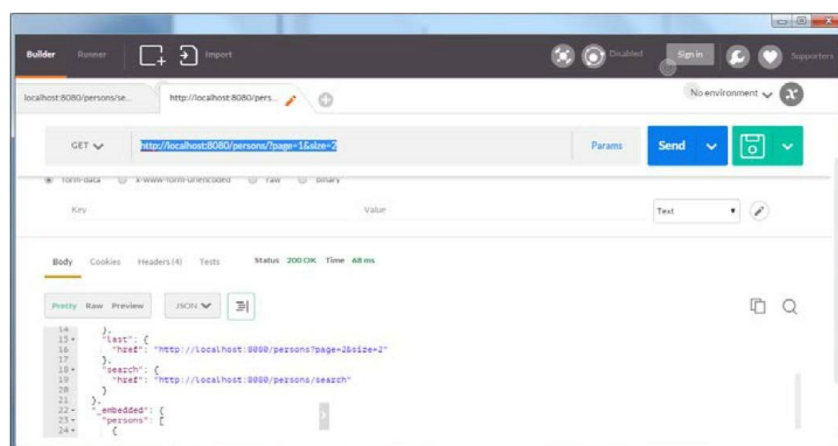 Builder Runner Import Disabled Sign in Supporters
localhost:8080/persons/se... http://localhost:8080/pers... No environment
GET http://localhost:8080/persons/?page=1&size=2 Params Send
form-data x-www-form-urlencoded raw binary
Key Value Text
Body Cookies Headers (4) Tests Status 200 OK Time 68 ms
Pretty Raw Preview JSON
14 },
15 "last": {
16 "href": "http://localhost:8080/persons?page=2&size=2"
17 },
18 "search": {
19 "href": "http://localhost:8080/persons/search"
20 }
21 },
22 "_embedded": {
23 "persons": [
24 {